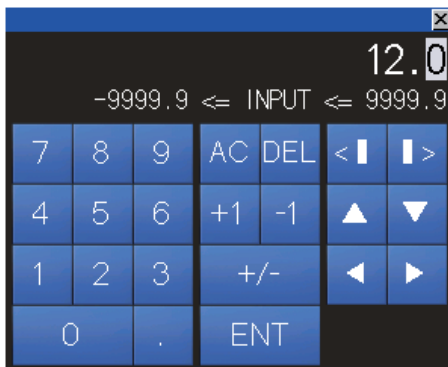 12.0
-9999.9 <= INPUT <= 9999.9
7 8 9 AC DEL < >
4 5 6 +1 -1
1 2 3 +/-
0 . ENT